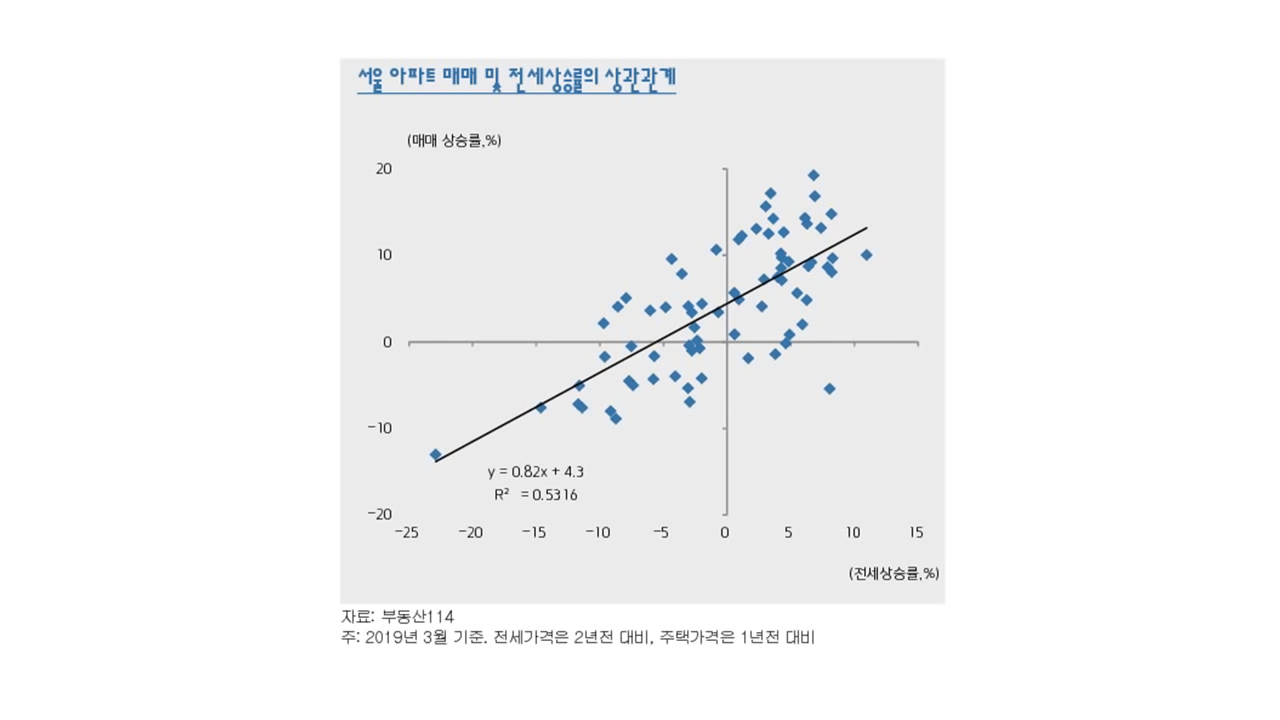 서울 아파트 매매 및 전세상승률의 상관관계
(매매 상승률,%)
20
10
0
-10
-20
y = 0.82x + 4.3
R² = 0.5316
-25 -20 -15 -10 -5 0 5 10 15
(전세상승률,%)
자료: 부동산114
주: 2019년 3월 기준. 전세가격은 2년전 대비, 주택가격은 1년전 대비